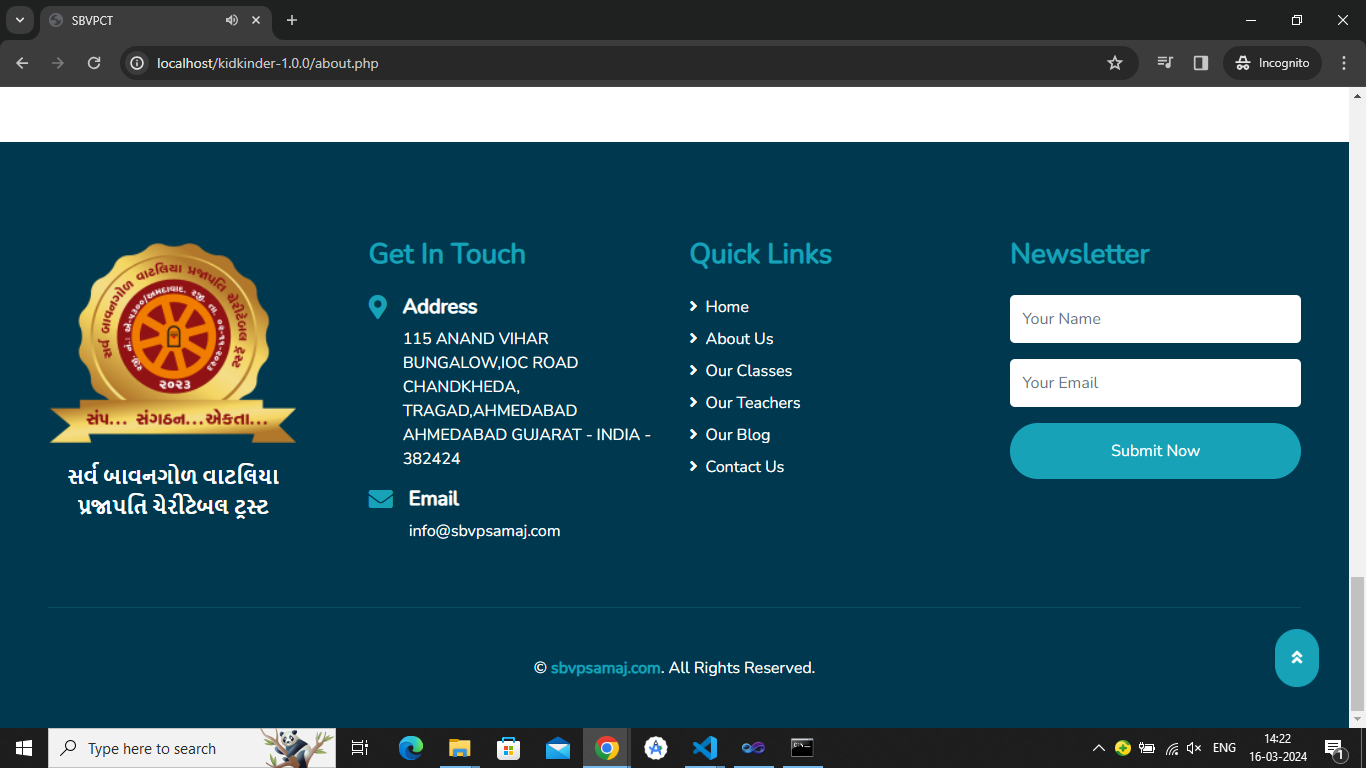 SBVPCT
localhost/kidkinder-1.0.0/about.php
Incognito
સર્વ બાવનગોળ વાટલિયા પ્રજાપતિ ચેરીટેબલ ટ્રસ્ટ
૨૦૨૩
સંપ... સંગઠન...એકતા...
સર્વ બાવનગોળ વાટલિયા
પ્રજાપતિ ચેરીટેબલ ટ્રસ્ટ
Get In Touch
Address
115 ANAND VIHAR
BUNGALOW,IOC ROAD
CHANDKHEDA,
TRAGAD,AHMEDABAD
AHMEDABAD GUJARAT - INDIA -
382424
Email
info@sbvpsamaj.com
Quick Links
Home
About Us
Our Classes
Our Teachers
Our Blog
Contact Us
Newsletter
Your Name
Your Email
Submit Now
© sbvpsamaj.com. All Rights Reserved.
Type here to search
ENG
14:22
16-03-2024
1